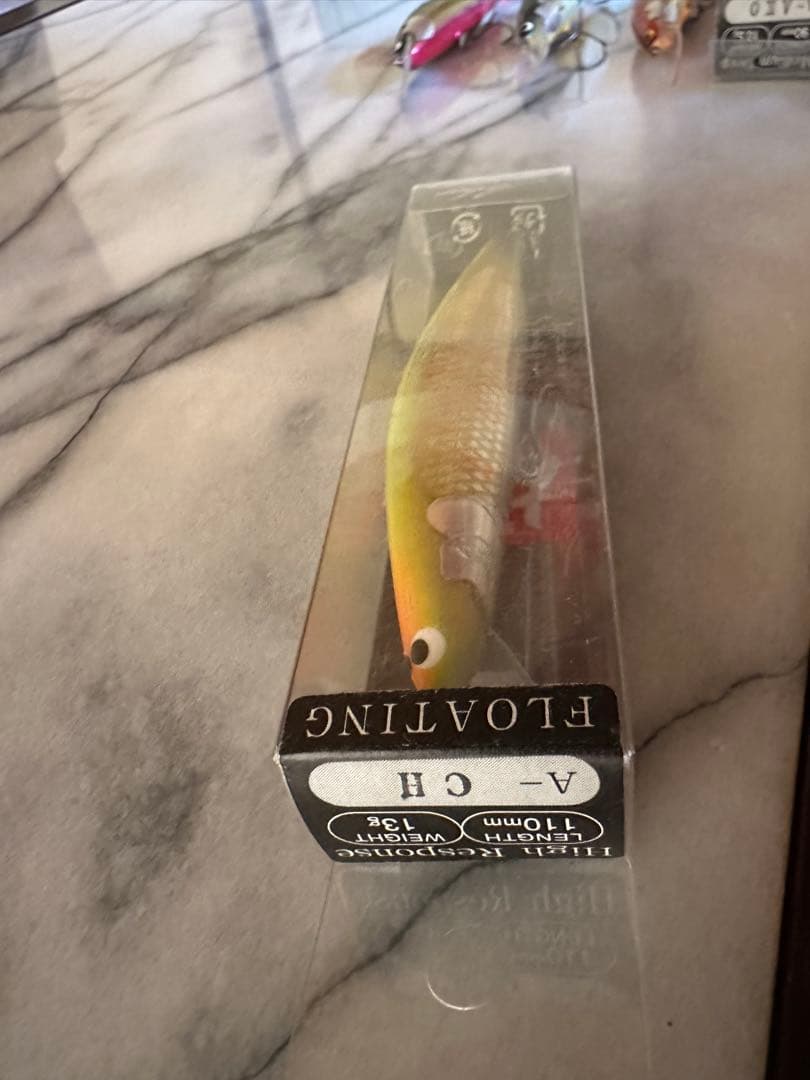 High Response
LENGTH WEIGHT
110mm 13g
A- CH
FLOATING